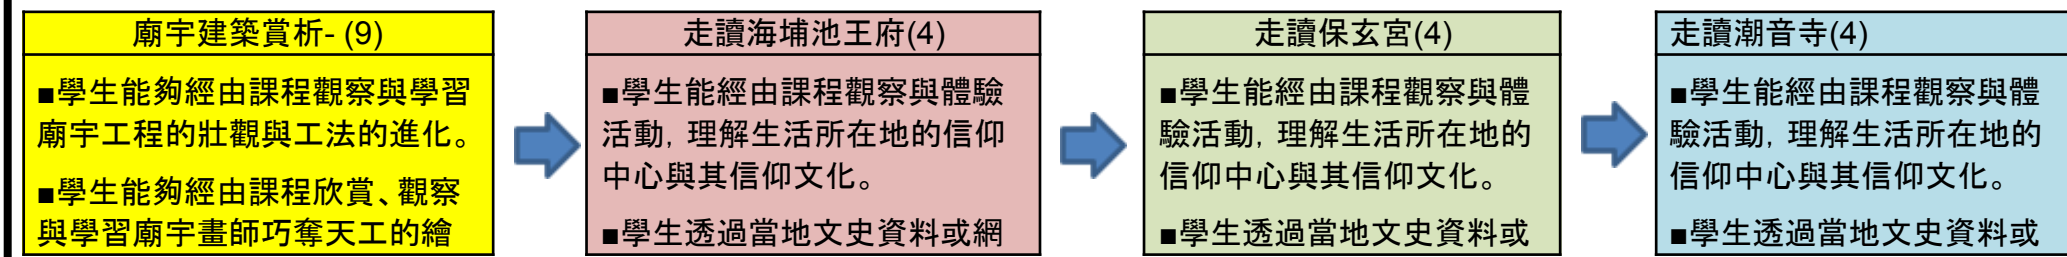 廟宇建築賞析- (9)
■學生能夠經由課程觀察與學習
廟宇工程的壯觀與工法的進化。
■學生能夠經由課程欣賞、觀察
與學習廟宇畫師巧奪天工的繪
走讀海埔池王府(4)
■學生能經由課程觀察與體驗
活動，理解生活所在地的信仰
中心與其信仰文化。
■學生透過當地文史資料或網
走讀保玄宮(4)
■學生能經由課程觀察與體
驗活動，理解生活所在地的
信仰中心與其信仰文化。
■學生透過當地文史資料或
走讀潮音寺(4)
■學生能經由課程觀察與體
驗活動，理解生活所在地的
信仰中心與其信仰文化。
■學生透過當地文史資料或